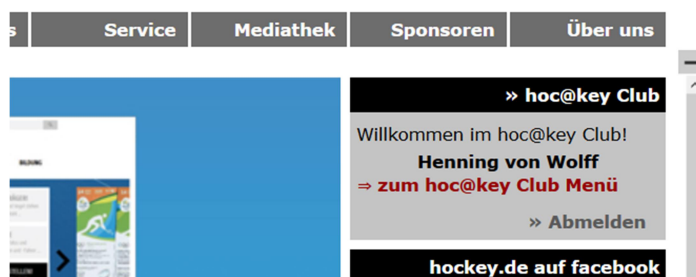 s Service Mediathek Sponsoren Über uns
» hoc@key Club
Willkommen im hoc@key Club!
Henning von Wolff
⇒ zum hoc@key Club Menü
» Abmelden
BILDUNG
hockey.de auf facebook